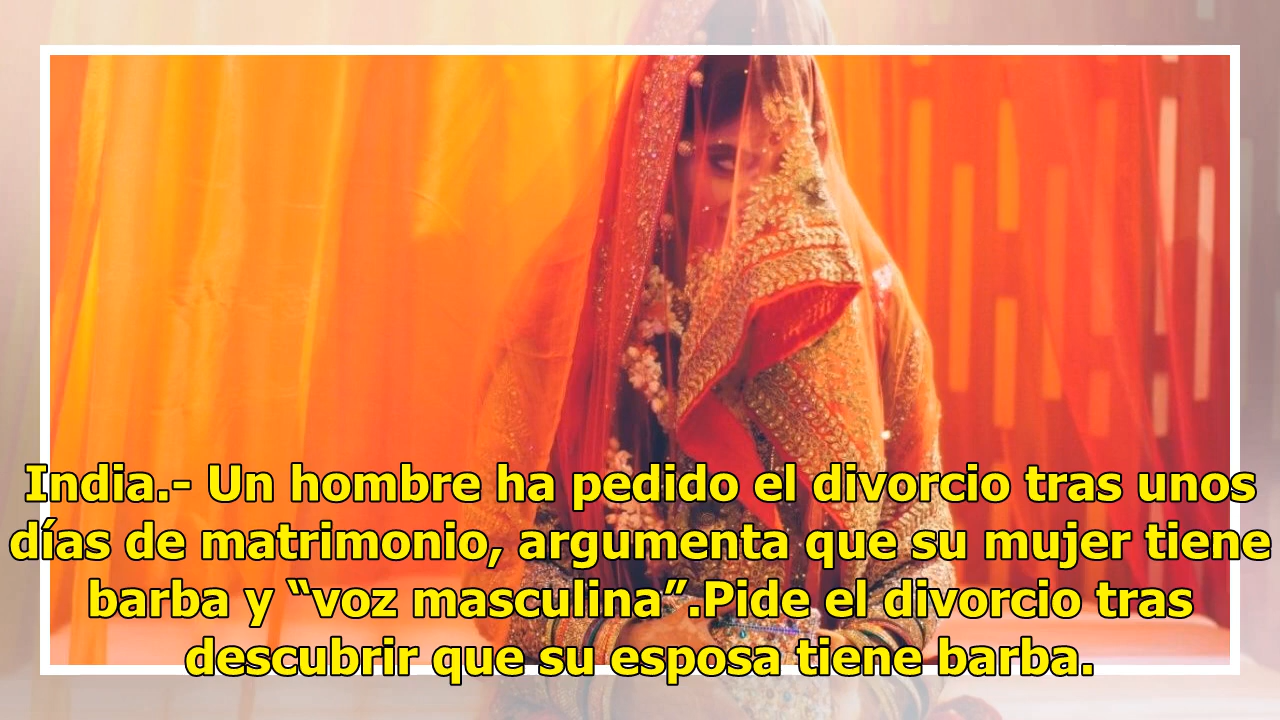 India.- Un hombre ha pedido el divorcio tras unos
días de matrimonio, argumenta que su mujer tiene
barba y “voz masculina”.Pide el divorcio tras
descubrir que su esposa tiene barba.